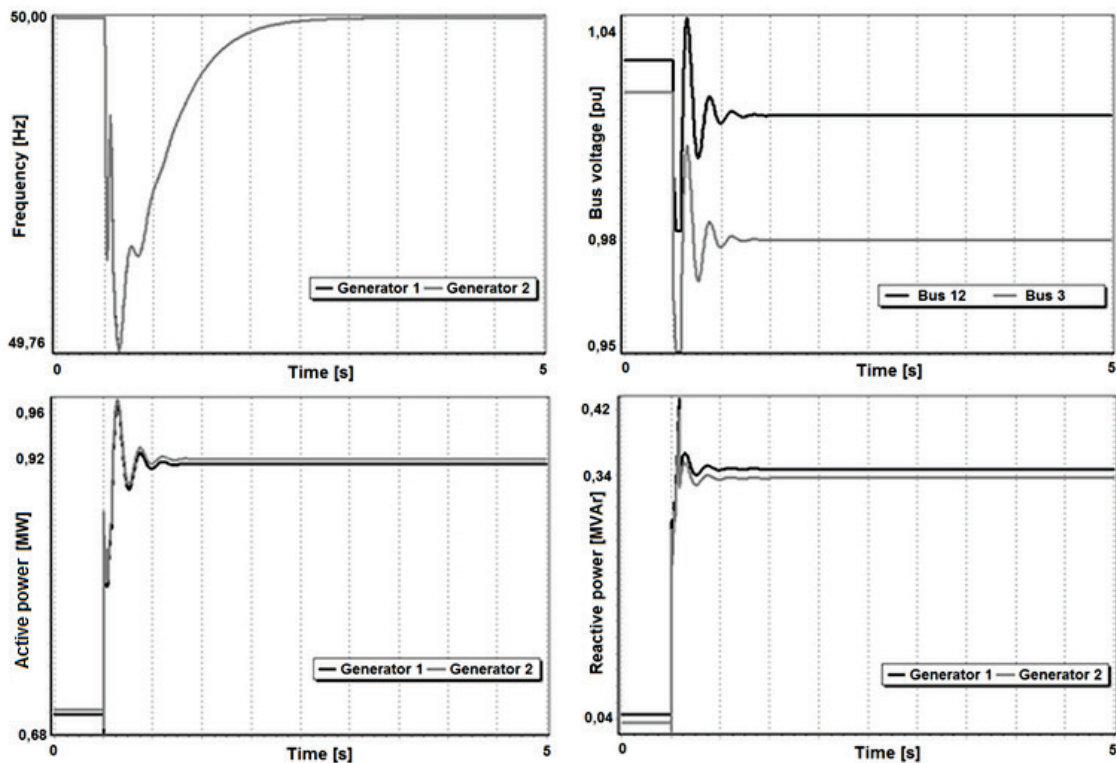 50,00
Frequency [Hz]
Generator 1 Generator 2
49,76
0 Time [s] 5
1,04
Bus voltage [pu]
0,98
Bus 12 Bus 3
0,95
0 Time [s] 5
0,96
0,92
Active power [MW]
Generator 1 Generator 2
0,68
0 Time [s] 5
0,42
0,34
Reactive power [MVAr]
Generator 1 Generator 2
0,04
0 Time [s] 5